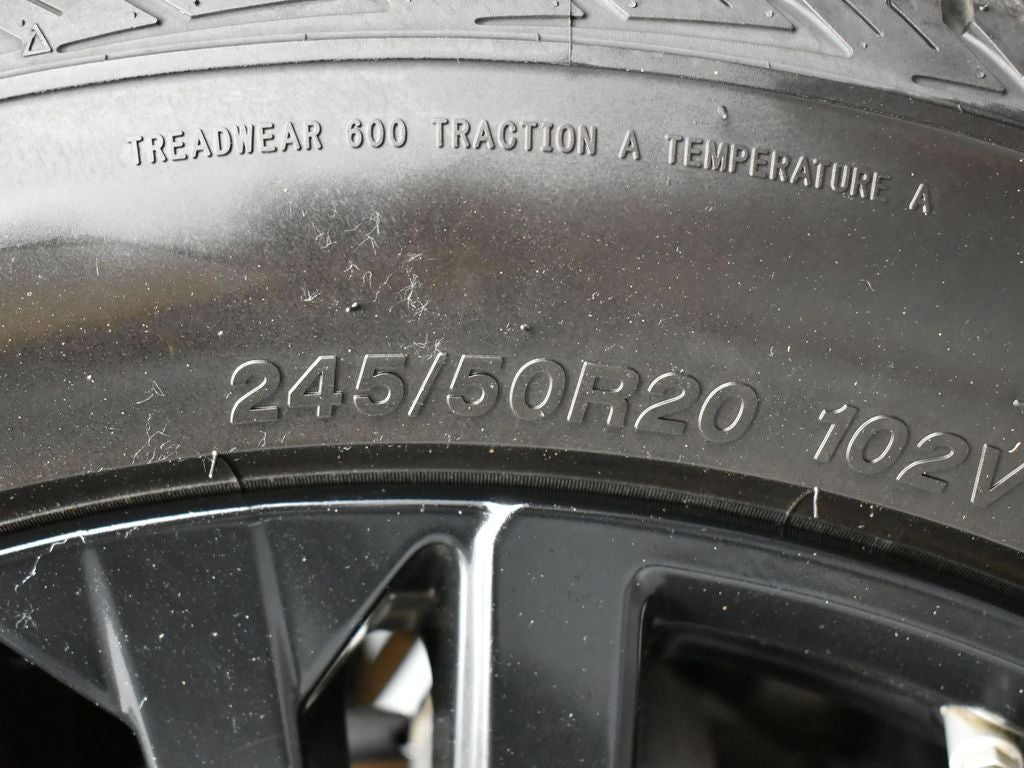 TREADWEAR 600 TRACTION A TEMPERATURE A
245/50R20 102V